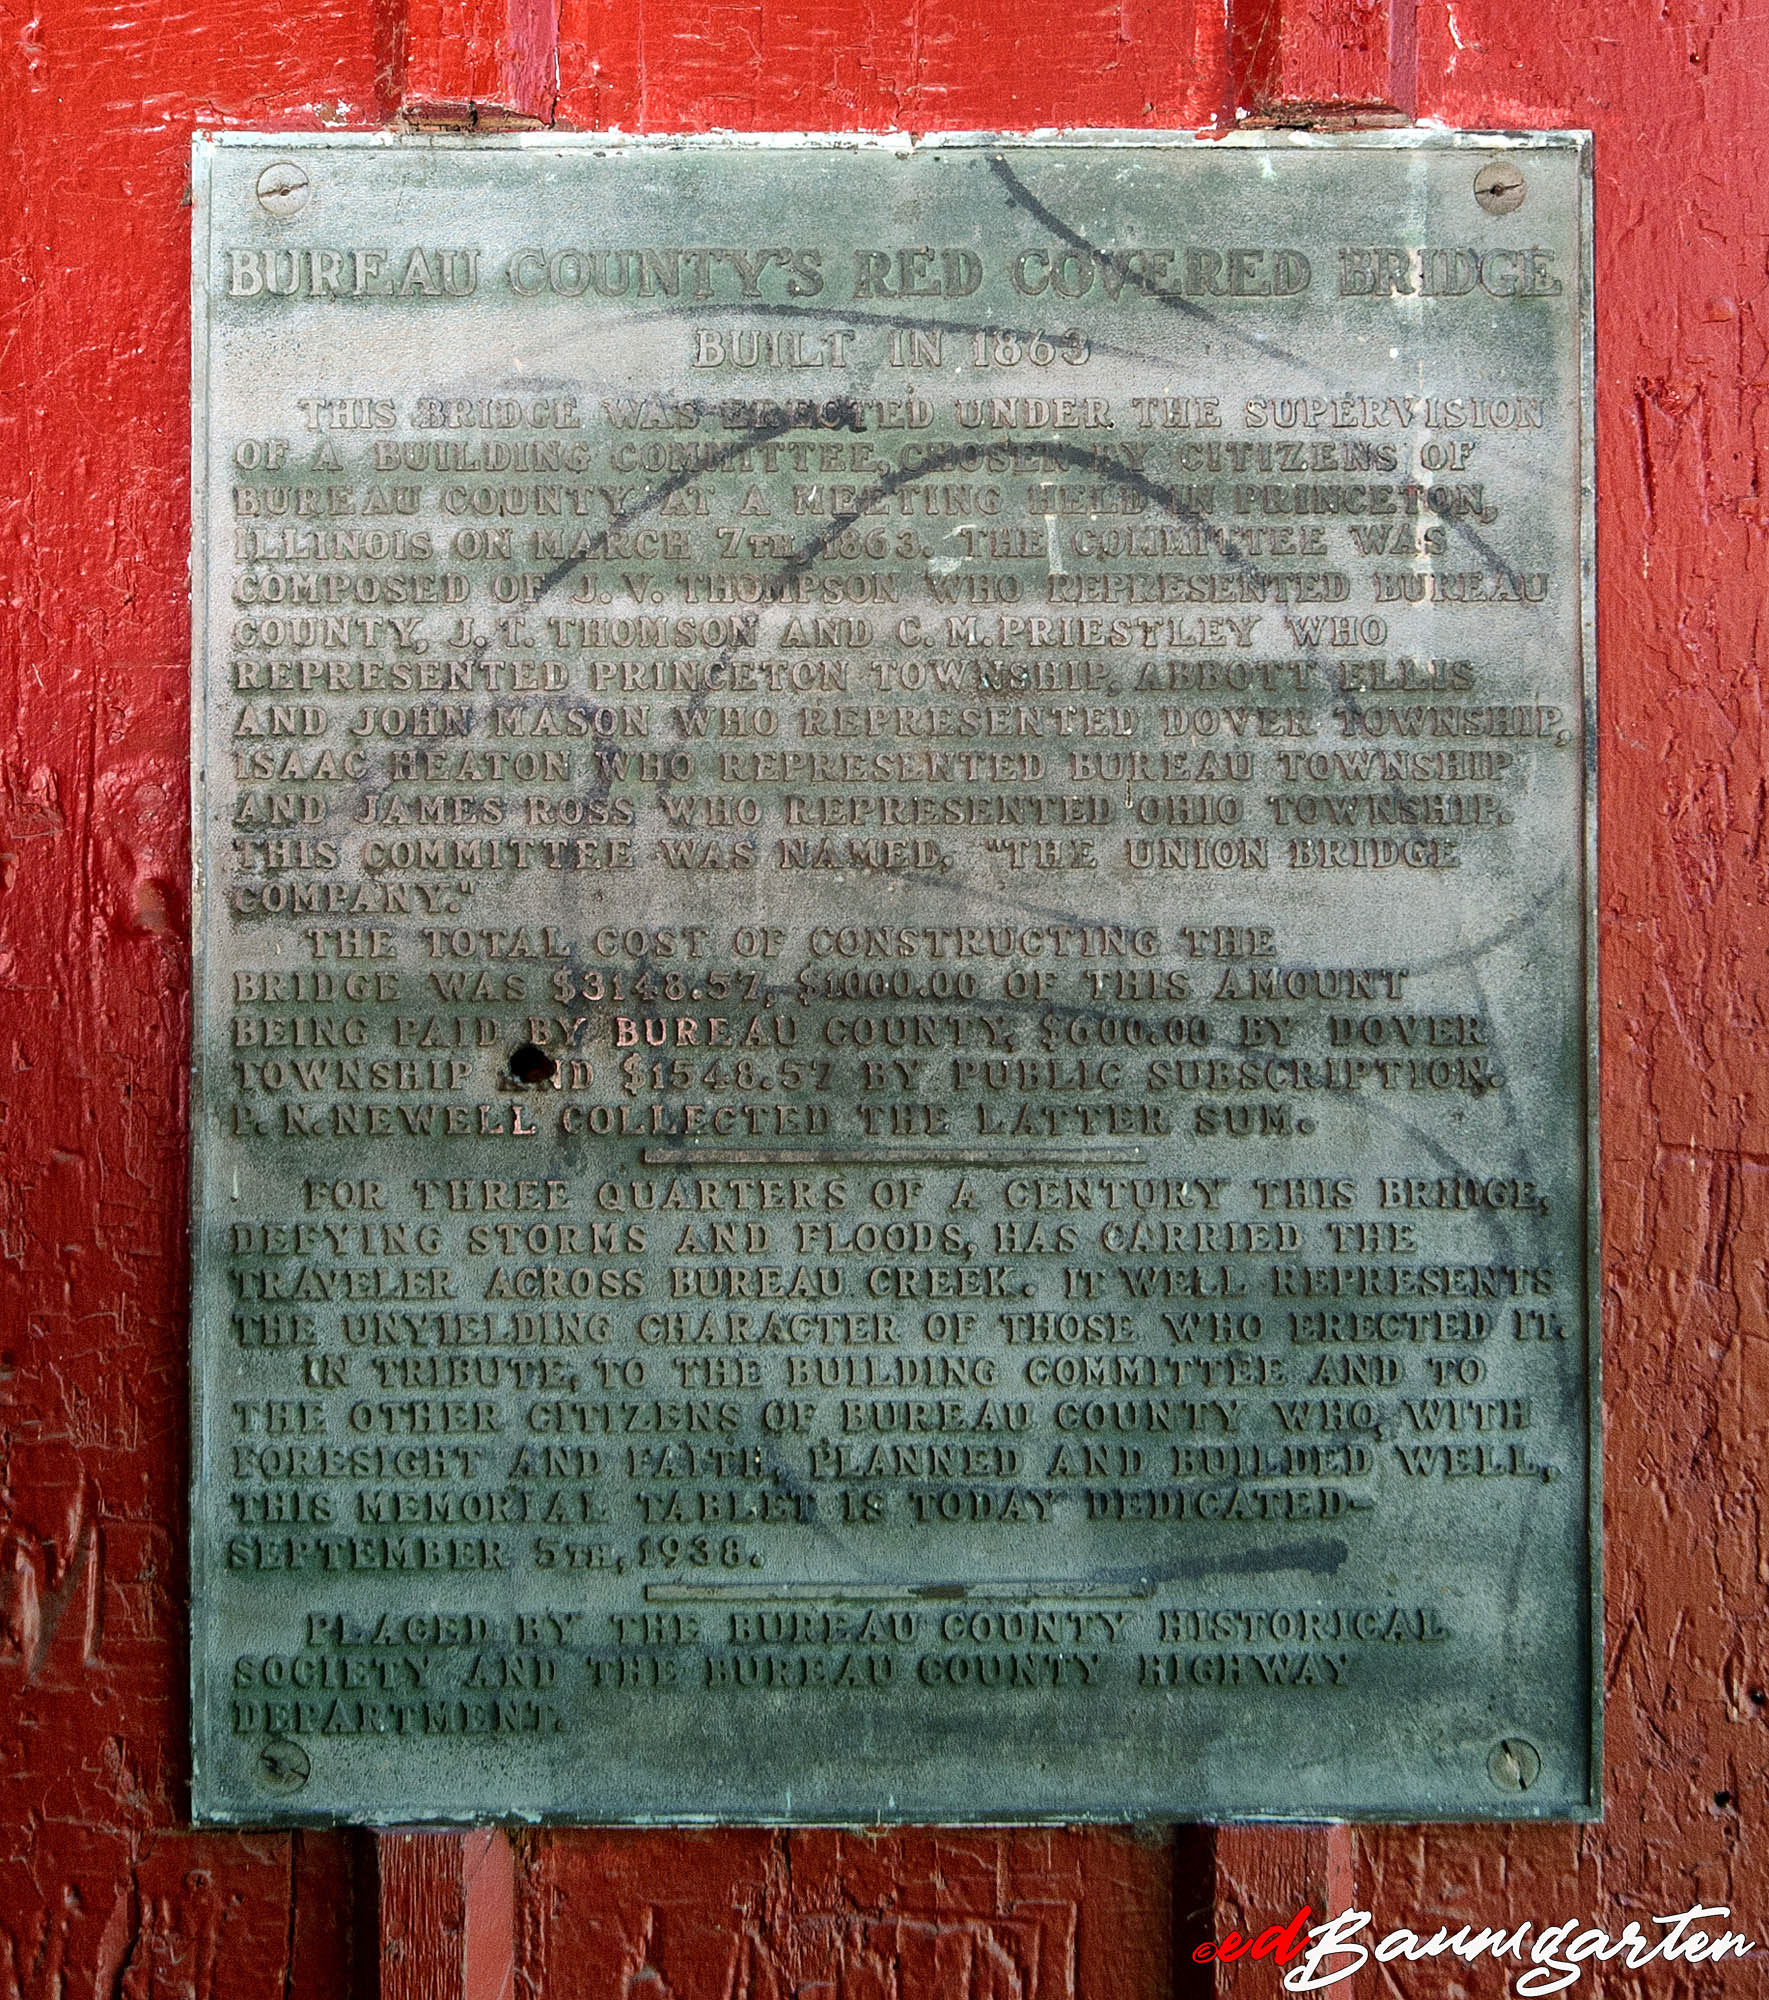 BUREAU COUNTY'S RED COVERED BRIDGE
BUILT IN 1863
THIS BRIDGE WAS ERECTED UNDER THE SUPERVISION
OF A BUILDING COMMITTEE, CHOSEN BY CITIZENS OF
BUREAU COUNTY AT A MEETING HELD IN PRINCETON,
ILLINOIS ON MARCH 7TH, 1863. THE COMMITTEE WAS
COMPOSED OF J. V. THOMPSON WHO REPRESENTED BUREAU
COUNTY, J. T. THOMSON AND C. M. PRIESTLEY WHO
REPRESENTED PRINCETON TOWNSHIP, ABBOTT ELLIS
AND JOHN MASON WHO REPRESENTED DOVER TOWNSHIP,
ISAAC HEATON WHO REPRESENTED BUREAU TOWNSHIP
AND JAMES ROSS WHO REPRESENTED OHIO TOWNSHIP.
THIS COMMITTEE WAS NAMED, "THE UNION BRIDGE
COMPANY."
THE TOTAL COST OF CONSTRUCTING THE
BRIDGE WAS $3148.57, $1000.00 OF THIS AMOUNT
BEING PAID BY BUREAU COUNTY, $600.00 BY DOVER
TOWNSHIP AND $1548.57 BY PUBLIC SUBSCRIPTION.
P. N. NEWELL COLLECTED THE LATTER SUM.
FOR THREE QUARTERS OF A CENTURY THIS BRIDGE,
DEFYING STORMS AND FLOODS, HAS CARRIED THE
TRAVELER ACROSS BUREAU CREEK. IT WELL REPRESENTS
THE UNYIELDING CHARACTER OF THOSE WHO ERECTED IT.
IN TRIBUTE, TO THE BUILDING COMMITTEE AND TO
THE OTHER CITIZENS OF BUREAU COUNTY WHO, WITH
FORESIGHT AND FAITH, PLANNED AND BUILDED WELL,
THIS MEMORIAL TABLET IS TODAY DEDICATED-
SEPTEMBER 5TH, 1938.
PLACED BY THE BUREAU COUNTY HISTORICAL
SOCIETY AND THE BUREAU COUNTY HIGHWAY
DEPARTMENT.
©edBaumgarten